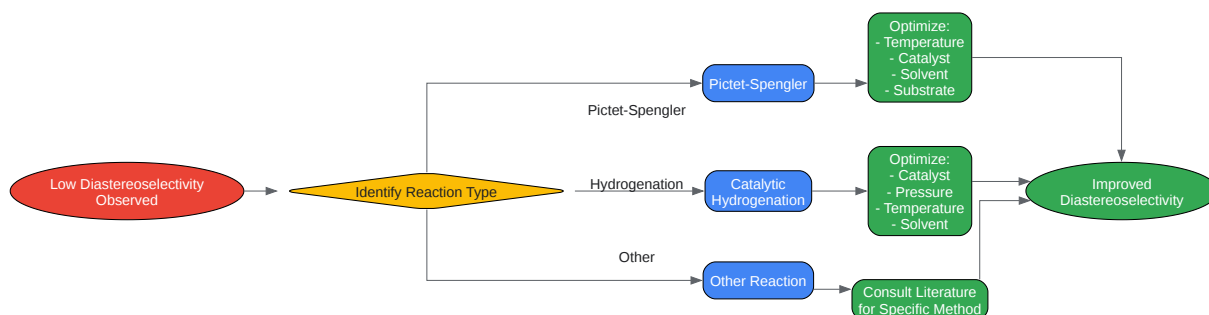 Low Diastereoselectivity
Observed
Identify Reaction Type
Pictet-Spengler
Hydrogenation
Other
Pictet-Spengler
Catalytic
Hydrogenation
Other Reaction
Optimize:
- Temperature
- Catalyst
- Solvent
- Substrate
Optimize:
- Catalyst
- Pressure
- Temperature
- Solvent
Consult Literature
for Specific Method
Improved
Diastereoselectivity